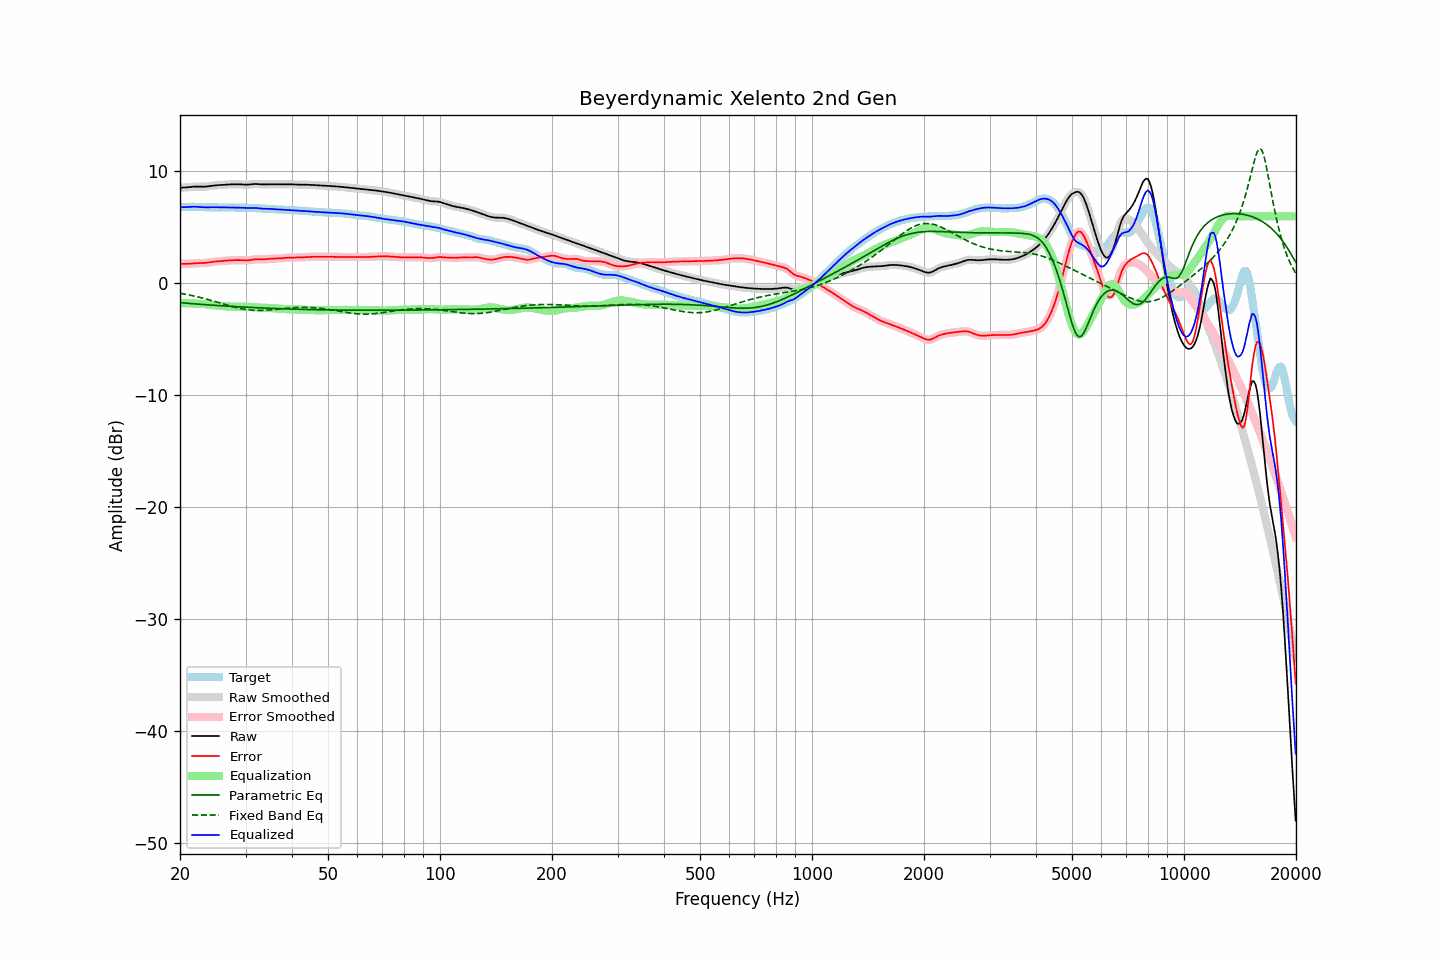 Beyerdynamic Xelento 2nd Gen
10
0
−10
−20
−30
−40
−50
Amplitude (dBr)
Target
Raw Smoothed
Error Smoothed
Raw
Error
Equalization
Parametric Eq
Fixed Band Eq
Equalized
20 50 100 200 500 1000 2000 5000 10000 20000
Frequency (Hz)